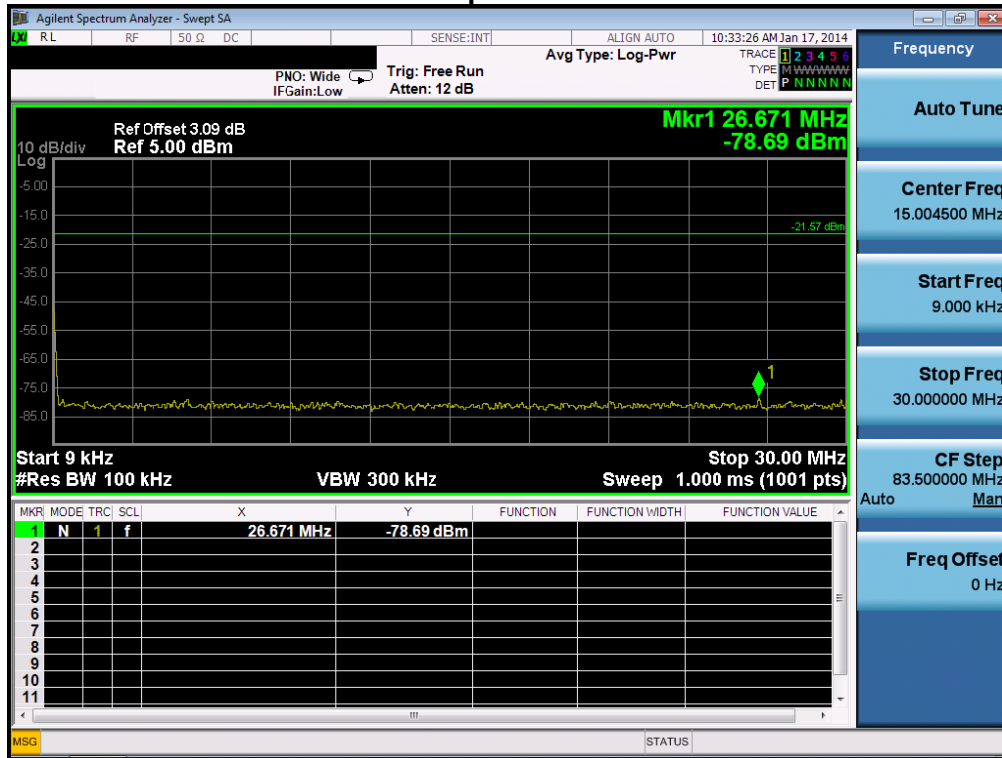 Agilent Spectrum Analyzer - Swept SA
LXI RL RF 50 Ω DC SENSE:INT ALIGN AUTO 10:33:26 AM Jan 17, 2014
Frequency
PNO: Wide
IFGain:Low
Trig: Free Run
Atten: 12 dB
Avg Type: Log-Pwr
TRACE 1 2 3 4 5 6
TYPE M WWWWW
DET P N N N N N
Auto Tune
Mkr1 26.671 MHz
-78.69 dBm
Ref Offset 3.09 dB
Ref 5.00 dBm
10 dB/div
Log
-5.00
-15.0
-21.57 dBm
-25.0
-35.0
-45.0
-55.0
-65.0
-75.0
-85.0
1
Center Freq
15.004500 MHz
Start Freq
9.000 kHz
Stop Freq
30.000000 MHz
Start 9 kHz
Stop 30.00 MHz
#Res BW 100 kHz
VBW 300 kHz
Sweep 1.000 ms (1001 pts)
CF Step
83.500000 MHz
Auto Man
MKR MODE TRC SCL X Y FUNCTION FUNCTION WIDTH FUNCTION VALUE
1 N 1 f 26.671 MHz -78.69 dBm
2
3
4
5
6
7
8
9
10
11
Freq Offset
0 Hz
MSG
STATUS